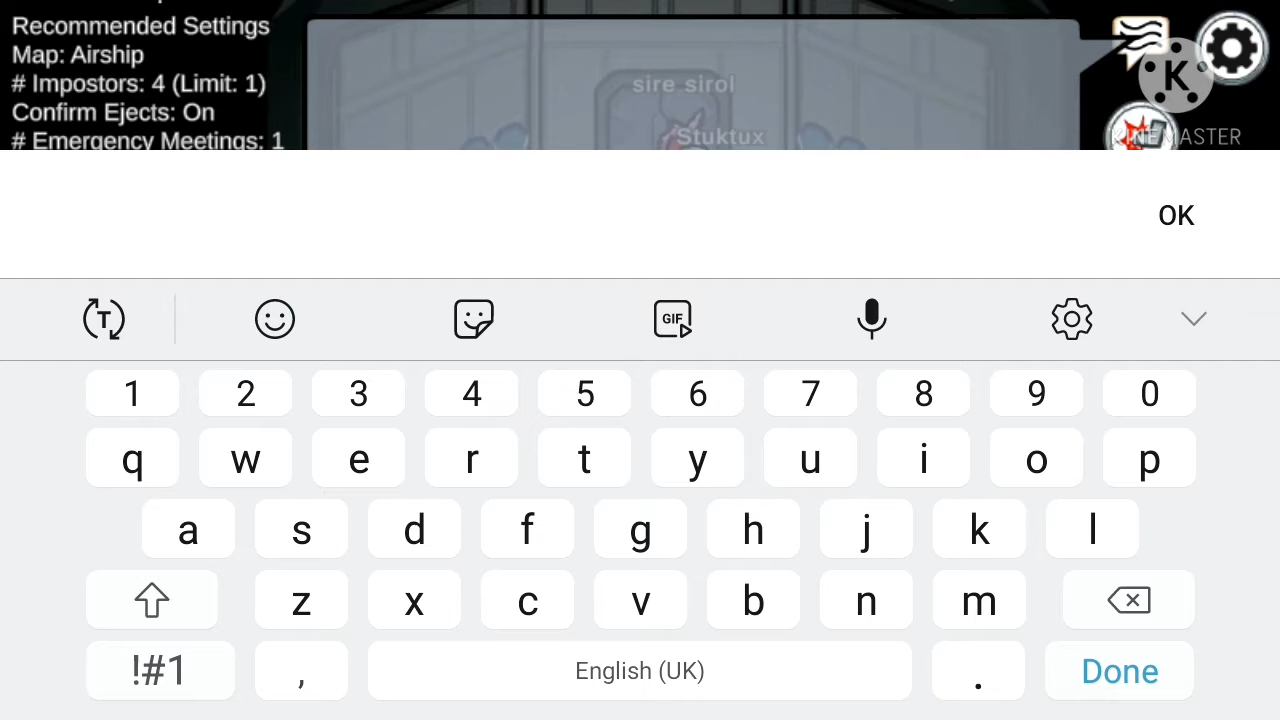 Recommended Settings
Map: Airship
# Impostors: 4 (Limit: 1)
Confirm Ejects: On
# Emergency Meetings: 1
sire sirol
Stuktux
K
KINEMASTER
OK
T
GIF
1 2 3 4 5 6 7 8 9 0
q w e r t y u i o p
a s d f g h j k l
z x c v b n m
!#1 , English (UK) . Done